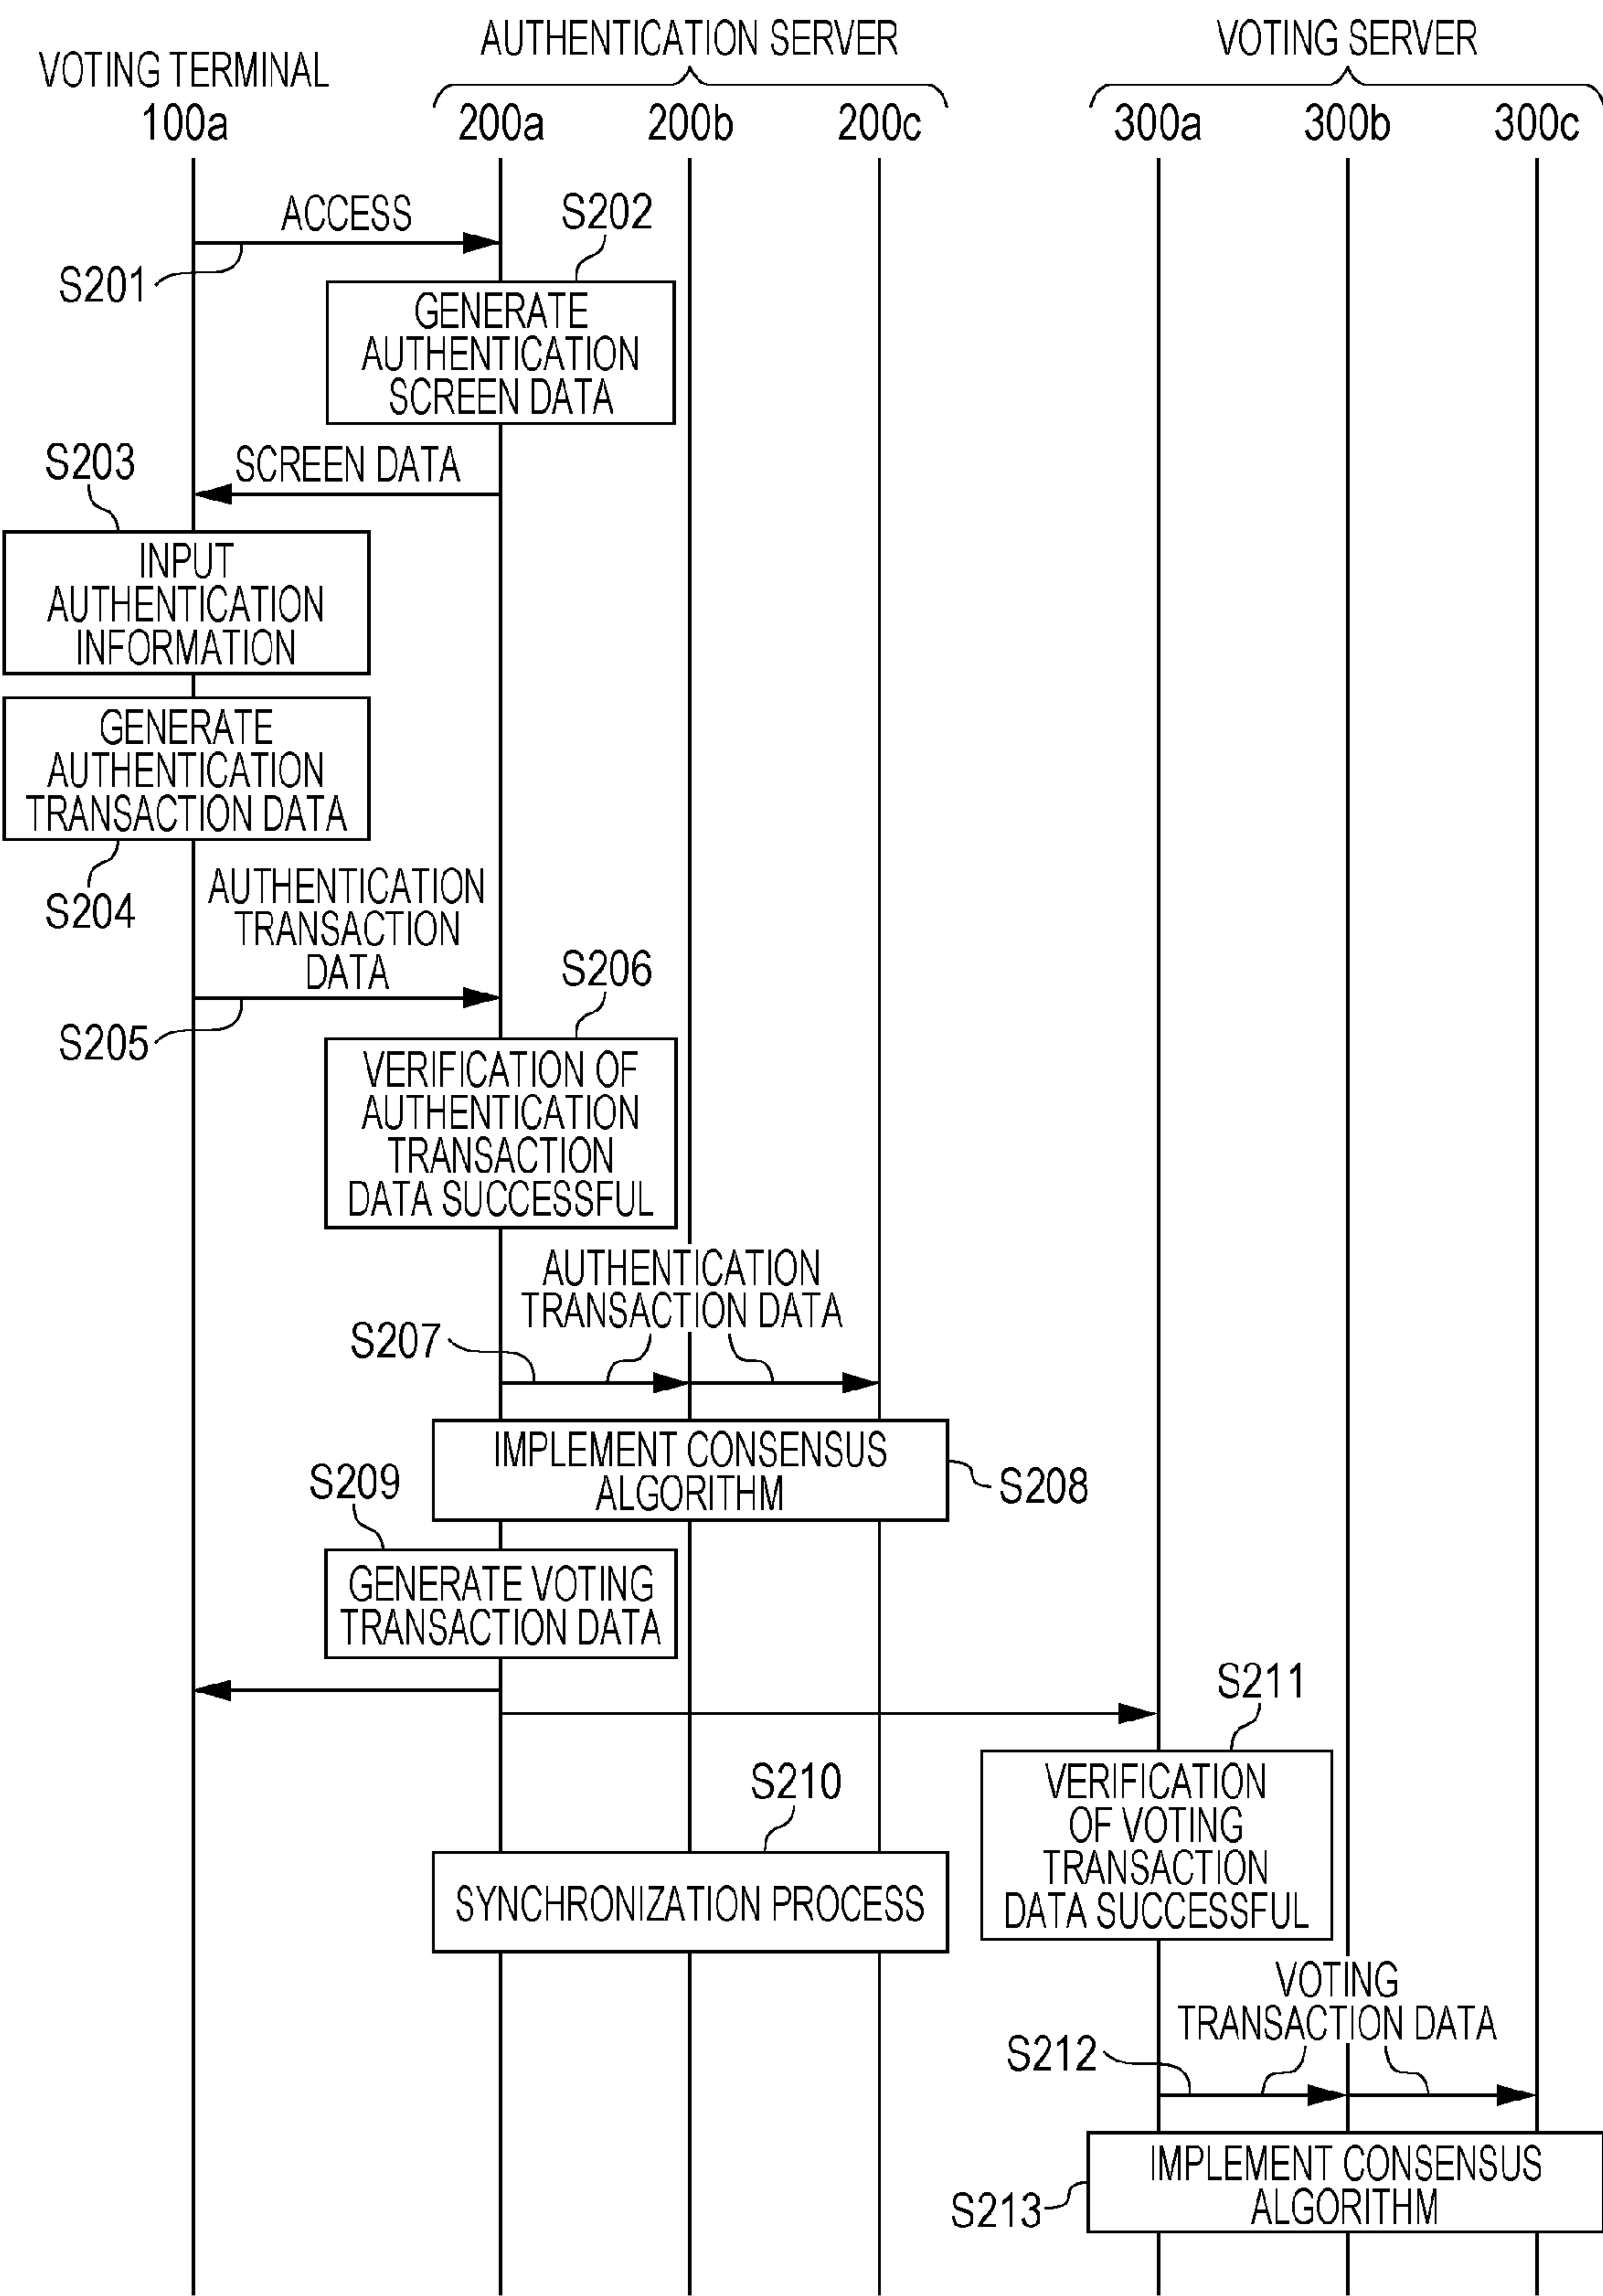 AUTHENTICATION SERVER
VOTING SERVER
VOTING TERMINAL
100a
200a
200b
200c
300a
300b
300c
ACCESS
S202
S201
GENERATE
AUTHENTICATION
SCREEN DATA
S203
SCREEN DATA
INPUT
AUTHENTICATION
INFORMATION
GENERATE
AUTHENTICATION
TRANSACTION DATA
S204
AUTHENTICATION
TRANSACTION
DATA
S206
S205
VERIFICATION OF
AUTHENTICATION
TRANSACTION
DATA SUCCESSFUL
AUTHENTICATION
TRANSACTION DATA
S207
IMPLEMENT CONSENSUS
ALGORITHM
S208
S209
GENERATE VOTING
TRANSACTION DATA
S211
S210
VERIFICATION
OF VOTING
TRANSACTION
DATA SUCCESSFUL
SYNCHRONIZATION PROCESS
VOTING
TRANSACTION DATA
S212
IMPLEMENT CONSENSUS
ALGORITHM
S213